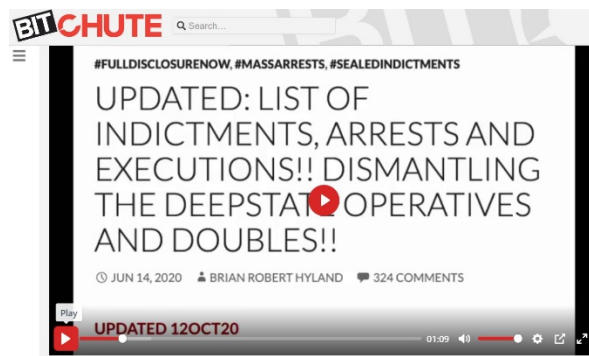 BITCHUTE
Search...
#FULLDISCLOSURENOW, #MASSARRESTS, #SEALEDINDICTMENTS
UPDATED: LIST OF
INDICTMENTS, ARRESTS AND
EXECUTIONS!! DISMANTLING
THE DEEPSTATE OPERATIVES
AND DOUBLES!!
JUN 14, 2020 BRIAN ROBERT HYLAND 324 COMMENTS
Play
UPDATED 12OCT20
01:09